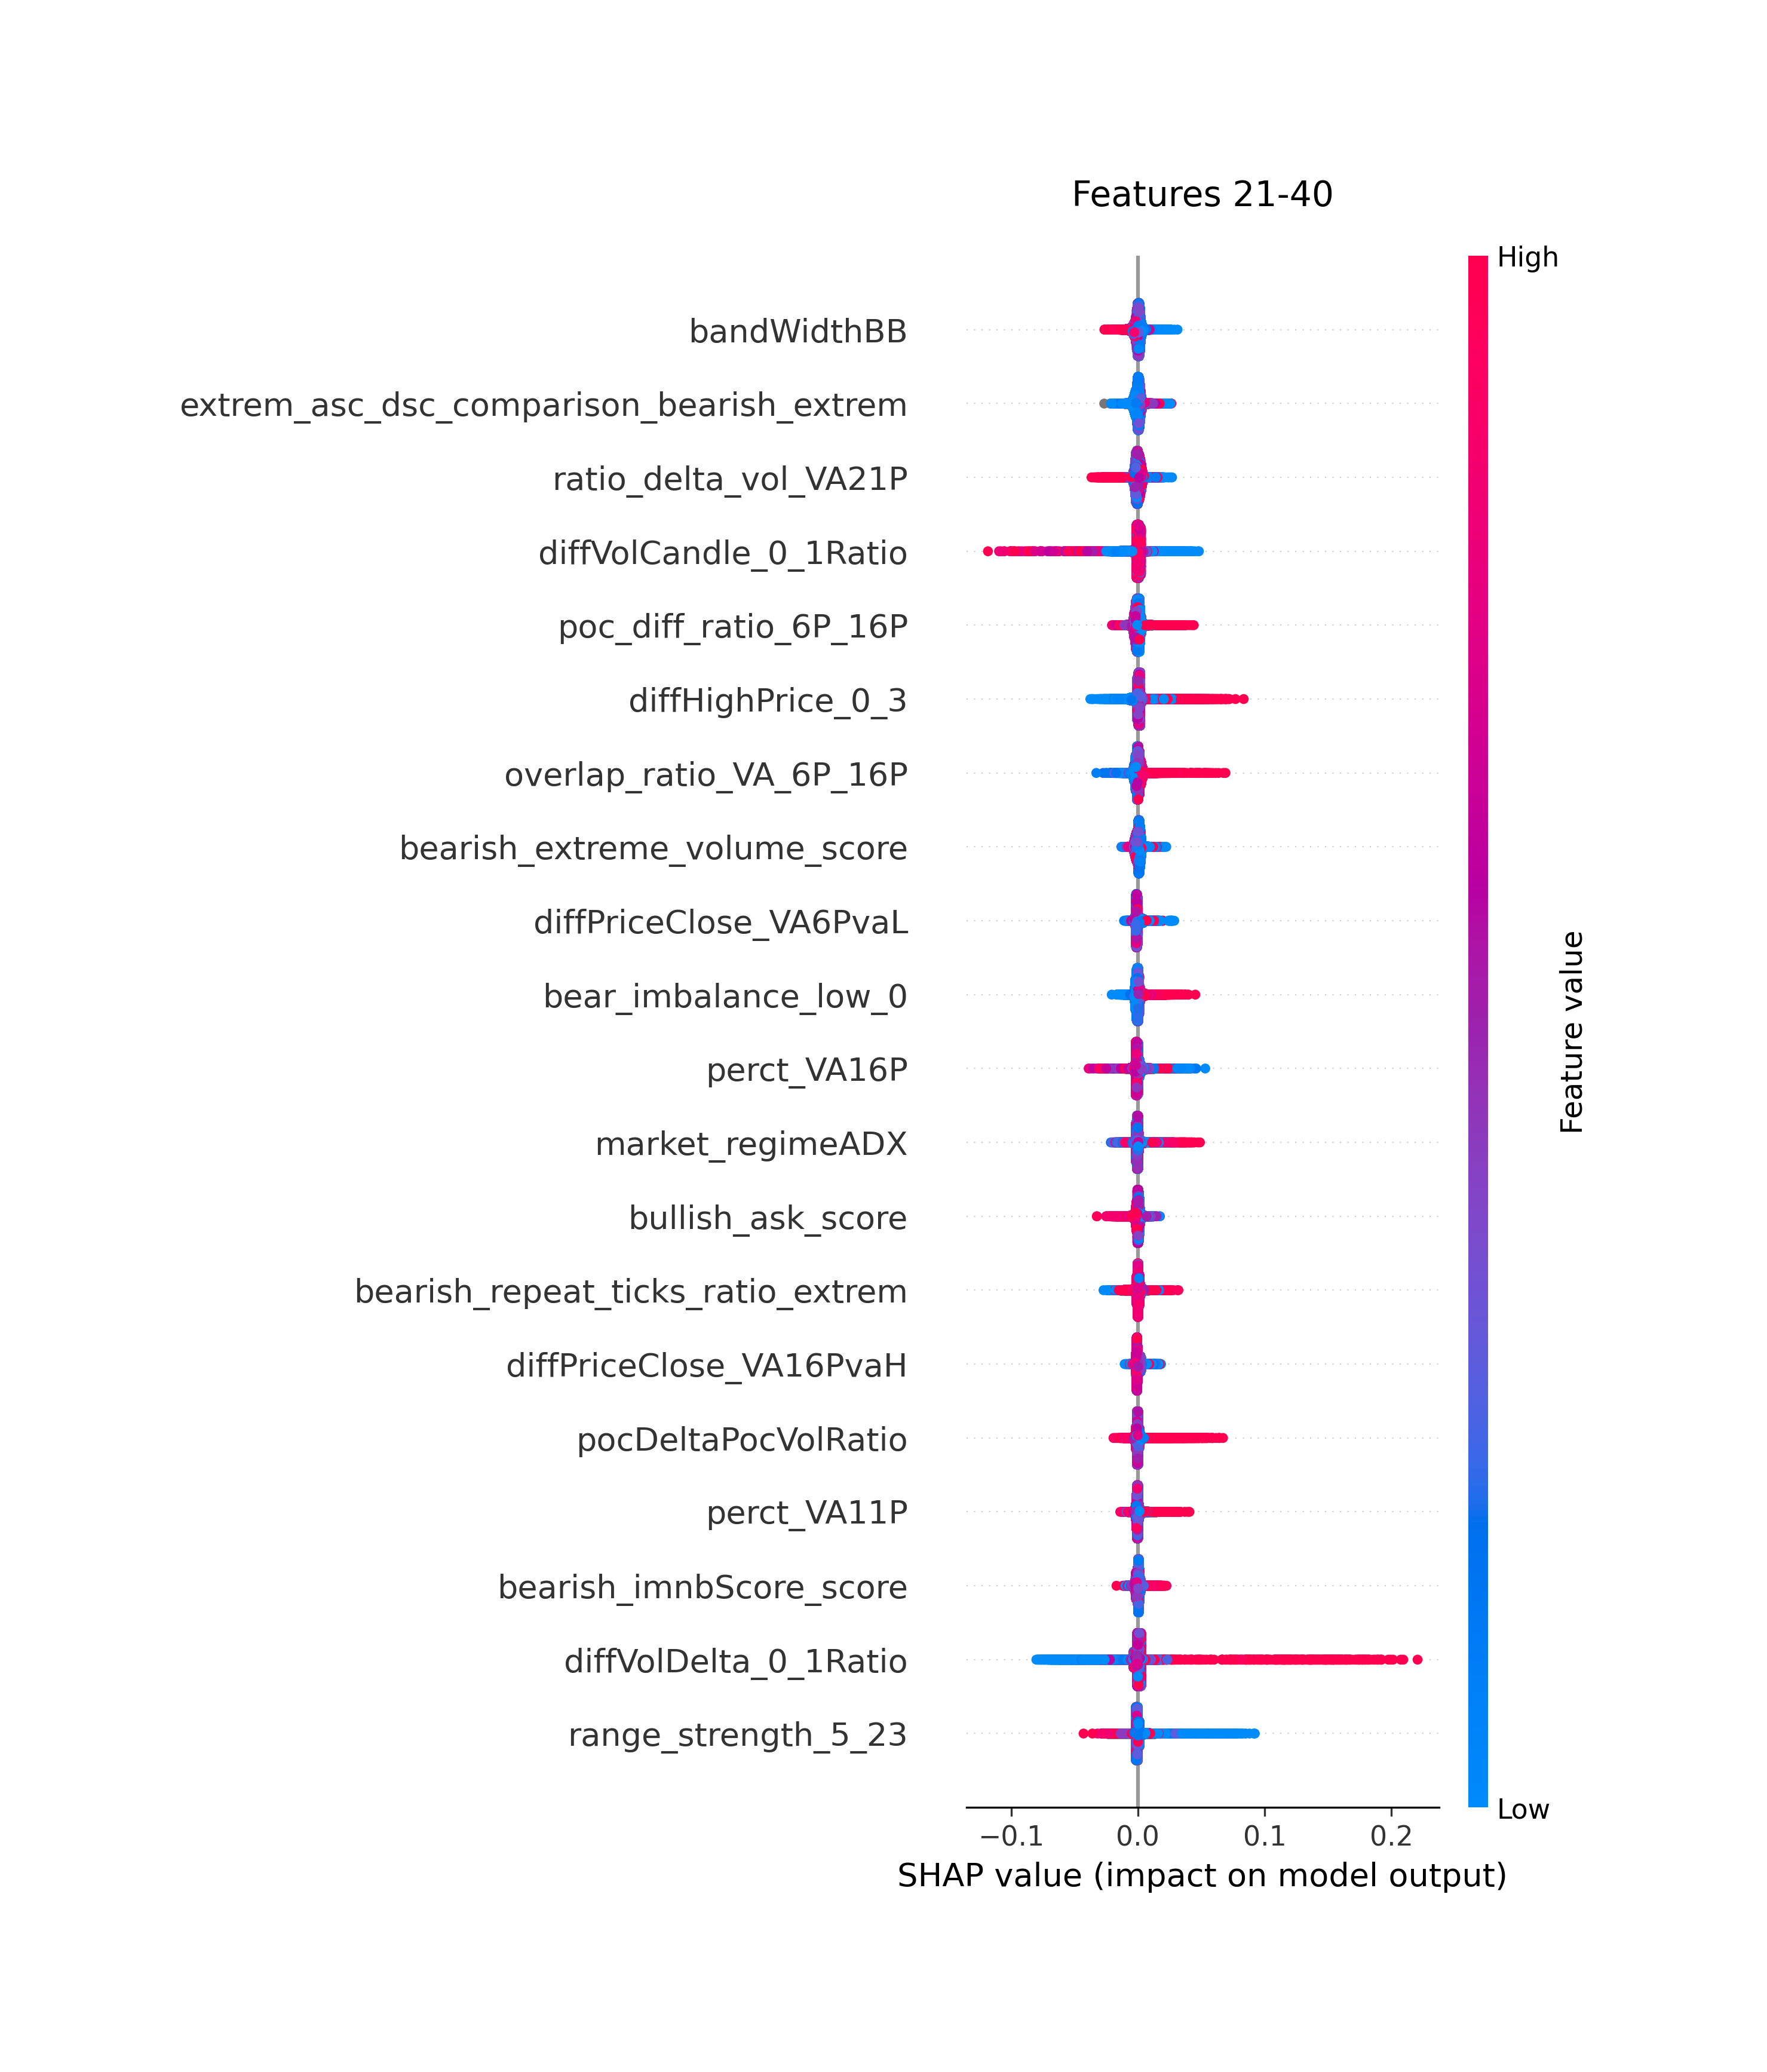 Features 21-40
High
bandWidthBB
extrem_asc_dsc_comparison_bearish_extrem
ratio_delta_vol_VA21P
diffVolCandle_0_1Ratio
poc_diff_ratio_6P_16P
diffHighPrice_0_3
overlap_ratio_VA_6P_16P
bearish_extreme_volume_score
diffPriceClose_VA6PvaL
bear_imbalance_low_0
perct_VA16P
market_regimeADX
bullish_ask_score
bearish_repeat_ticks_ratio_extrem
diffPriceClose_VA16PvaH
pocDeltaPocVolRatio
perct_VA11P
bearish_imnbScore_score
diffVolDelta_0_1Ratio
range_strength_5_23
Feature value
Low
−0.1 0.0 0.1 0.2
SHAP value (impact on model output)